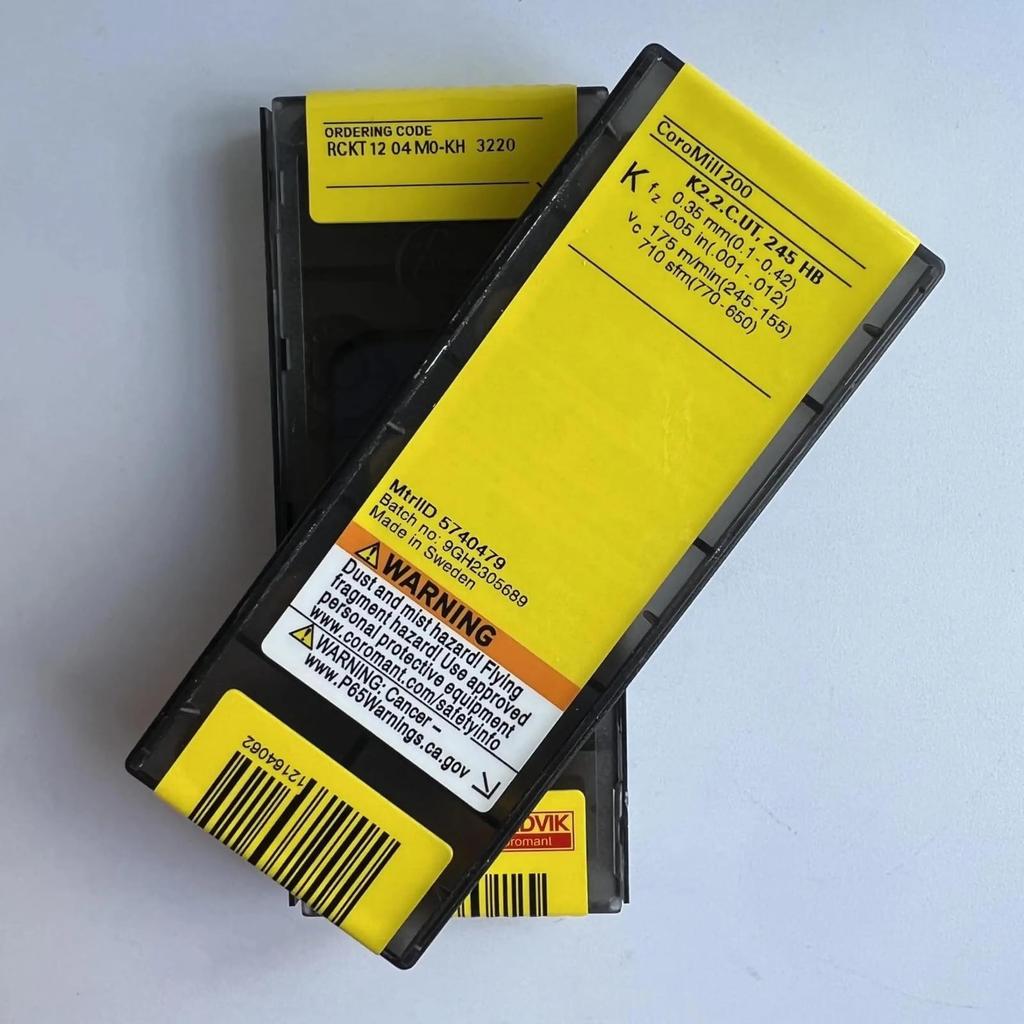 ORDERING CODE
RCKT 12 04 M0-KH 3220
CoroMill 200
K2.2.C.UT, 245 HB
K fz 0.35 mm(0.1-0.42)
.005 in(.001-.012)
vc 175 m/min(245-155)
710 sfm(770-650)
MtrlID 5740479
Batch no: 9GH2305689
Made in Sweden
WARNING
Dust and mist hazard! Flying
fragment hazard! Use approved
personal protective equipment
www.coromant.com/safetyinfo
WARNING: Cancer –
www.P65Warnings.ca.gov
12164062
DVIK
romant